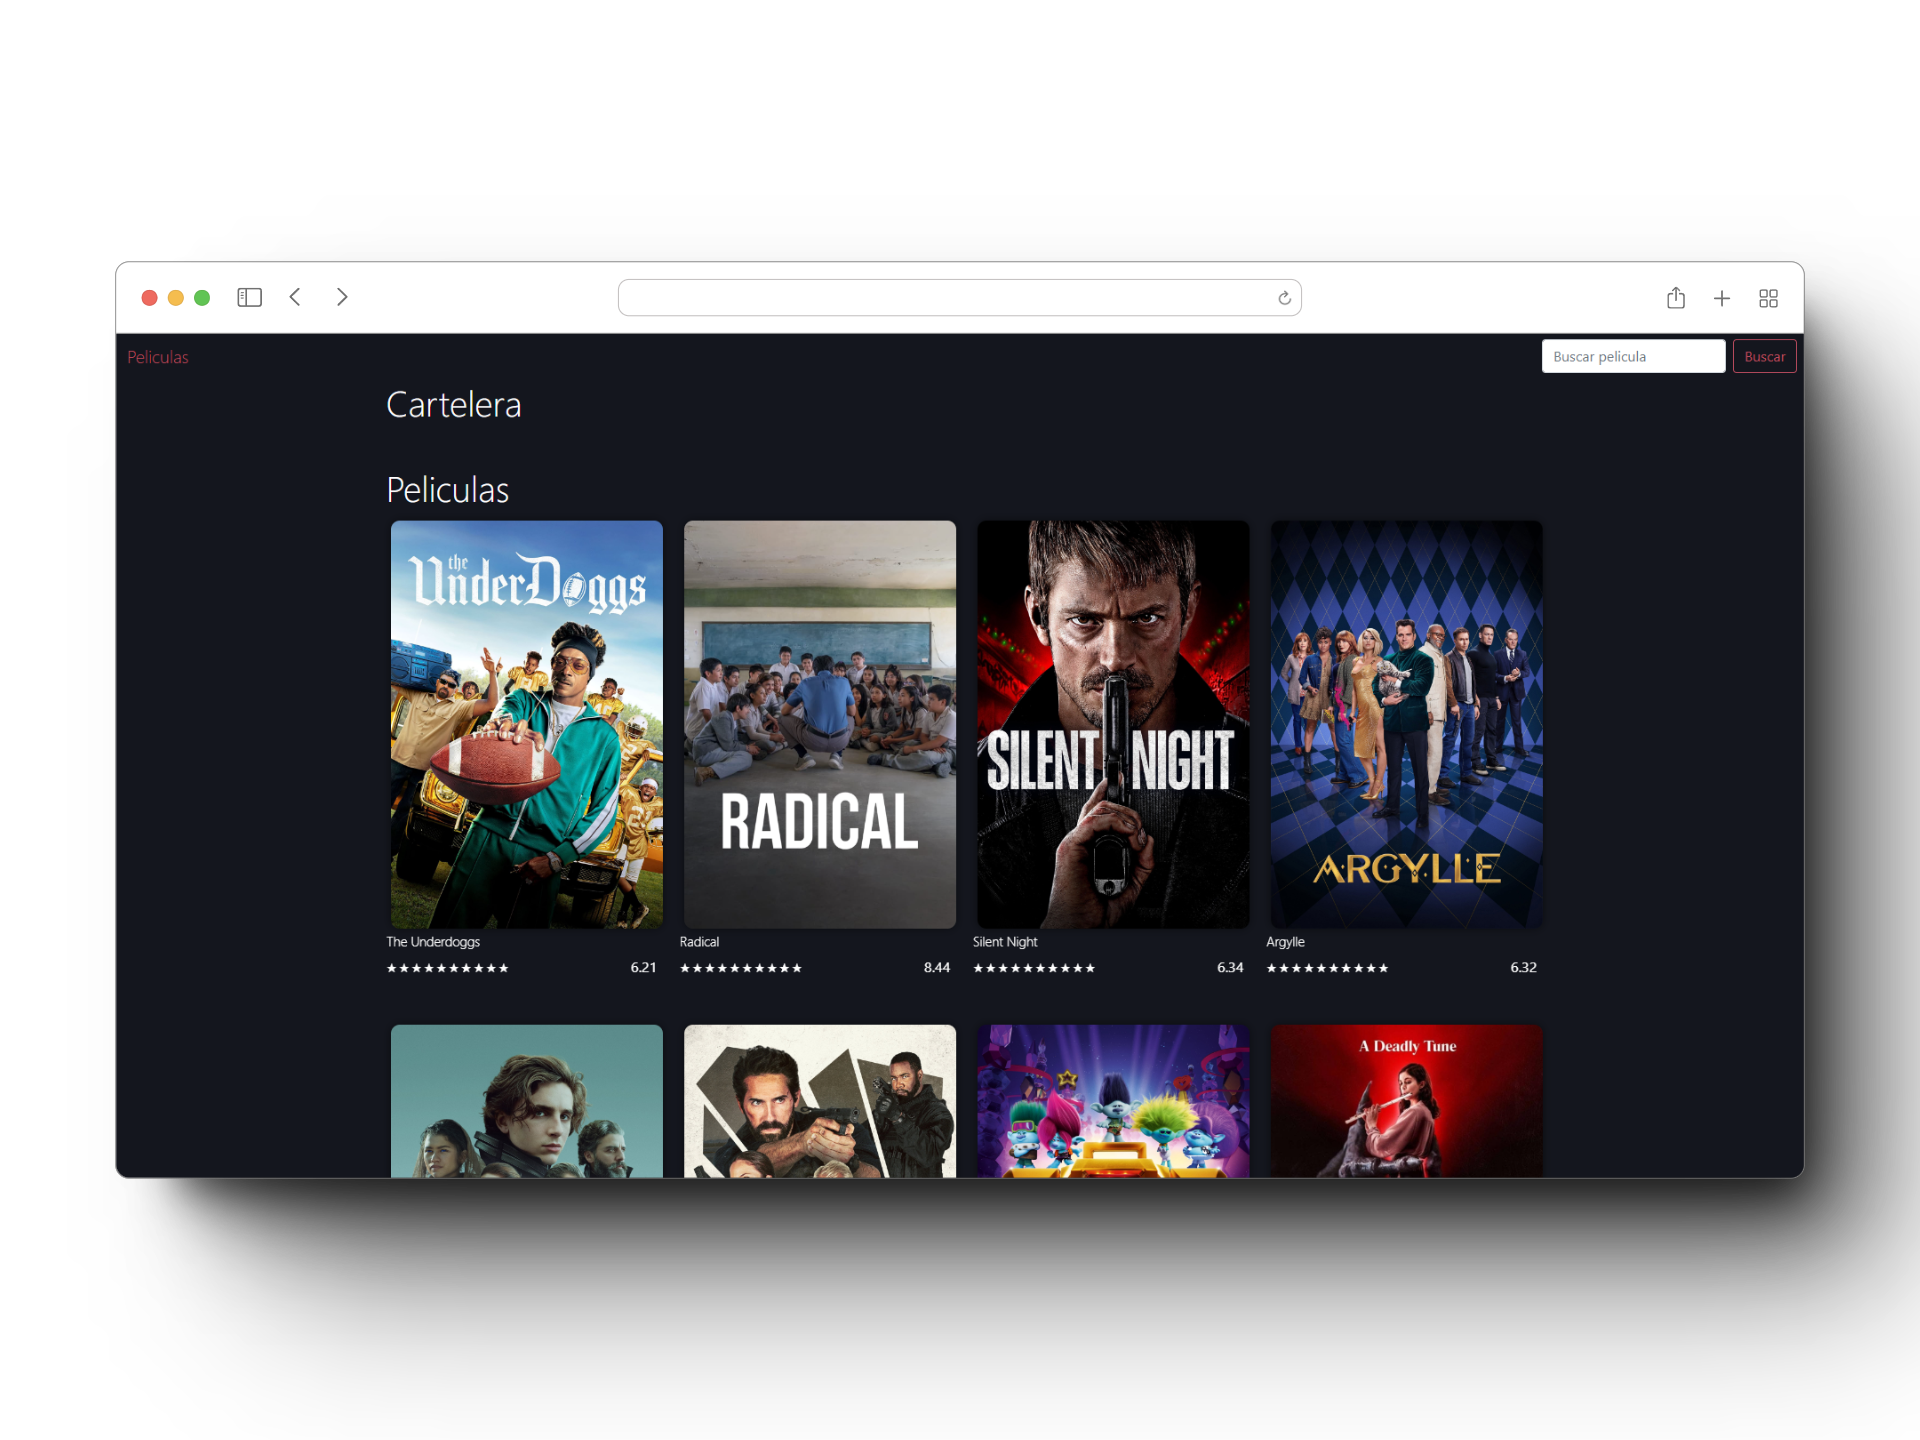 Peliculas
Buscar pelicula
Buscar
Cartelera
Peliculas
the
UnderDoggs
RADICAL
SILENT NIGHT
ARGYLLE
The Underdoggs
Radical
Silent Night
Argylle
★★★★★★★★★★ 6.21
★★★★★★★★★★ 8.44
★★★★★★★★★★ 6.34
★★★★★★★★★★ 6.32
A Deadly Tune